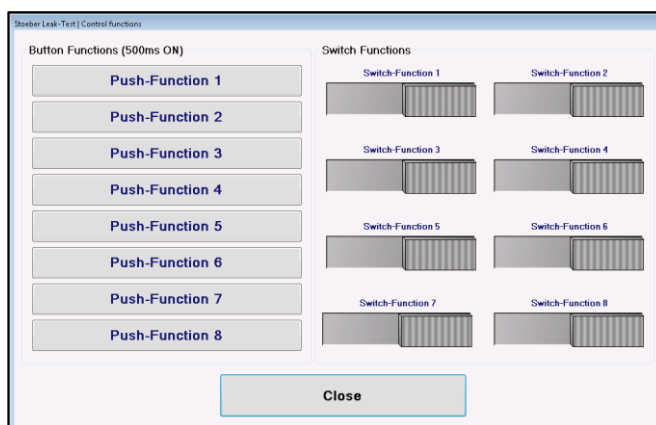 Stoeber Leak-Test | Control functions
Button Functions (500ms ON)
Push-Function 1
Push-Function 2
Push-Function 3
Push-Function 4
Push-Function 5
Push-Function 6
Push-Function 7
Push-Function 8
Switch Functions
Switch-Function 1
Switch-Function 2
Switch-Function 3
Switch-Function 4
Switch-Function 5
Switch-Function 6
Switch-Function 7
Switch-Function 8
Close